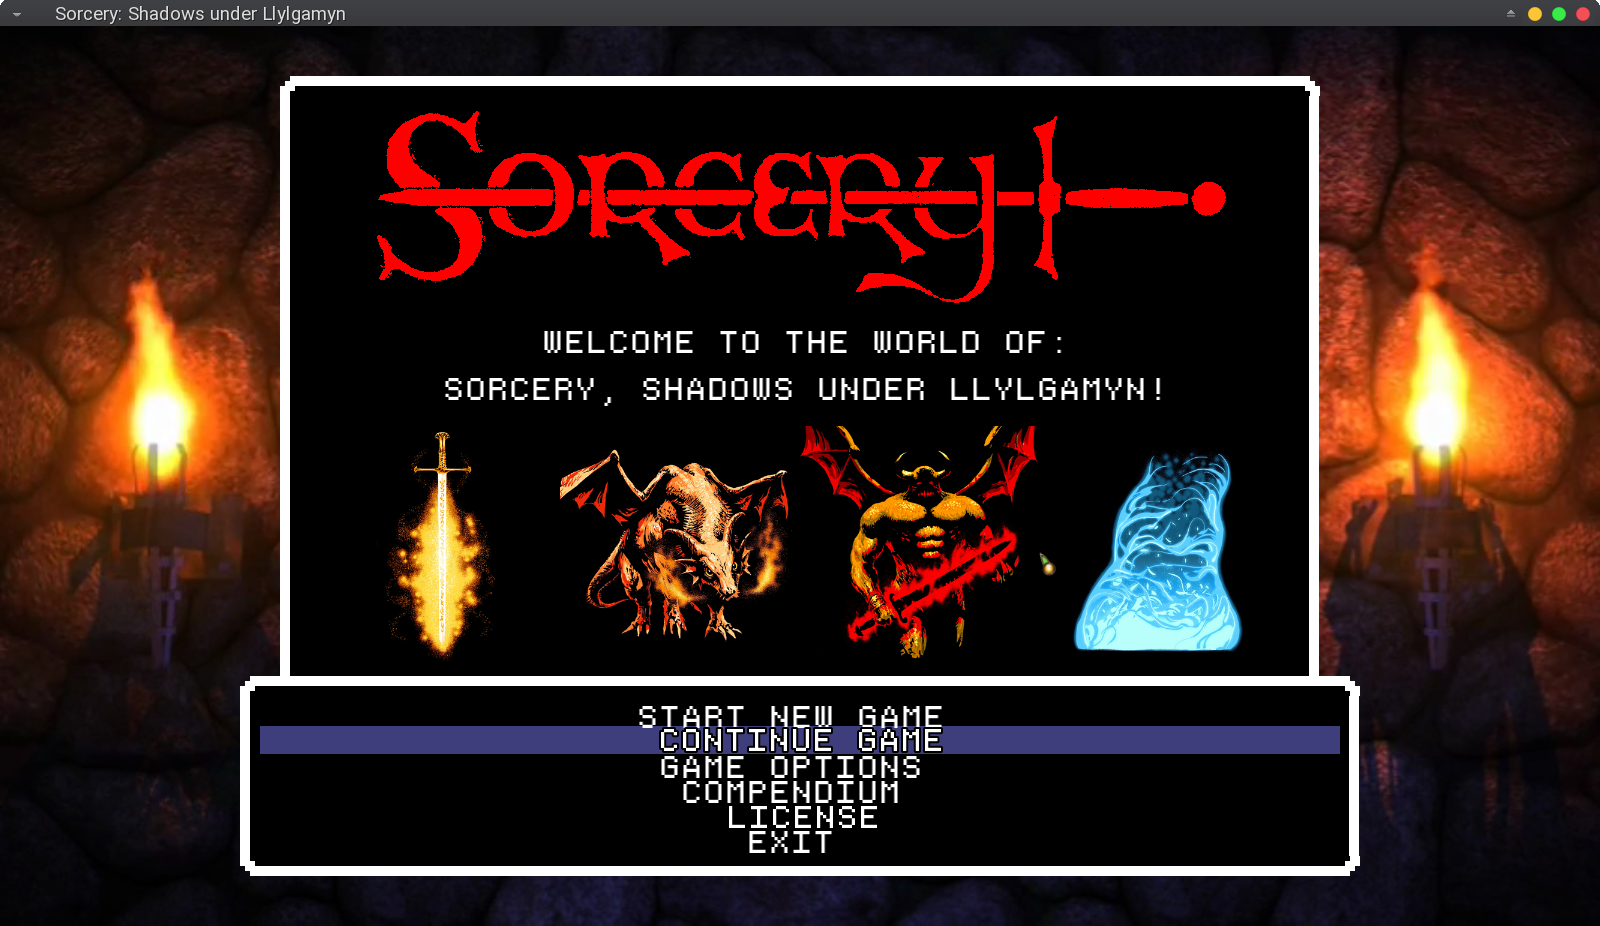 Sorcery: Shadows under Llylgamyn
SORCERY
WELCOME TO THE WORLD OF:
SORCERY, SHADOWS UNDER LLYLGAMYN!
START NEW GAME
CONTINUE GAME
GAME OPTIONS
COMPENDIUM
LICENSE
EXIT